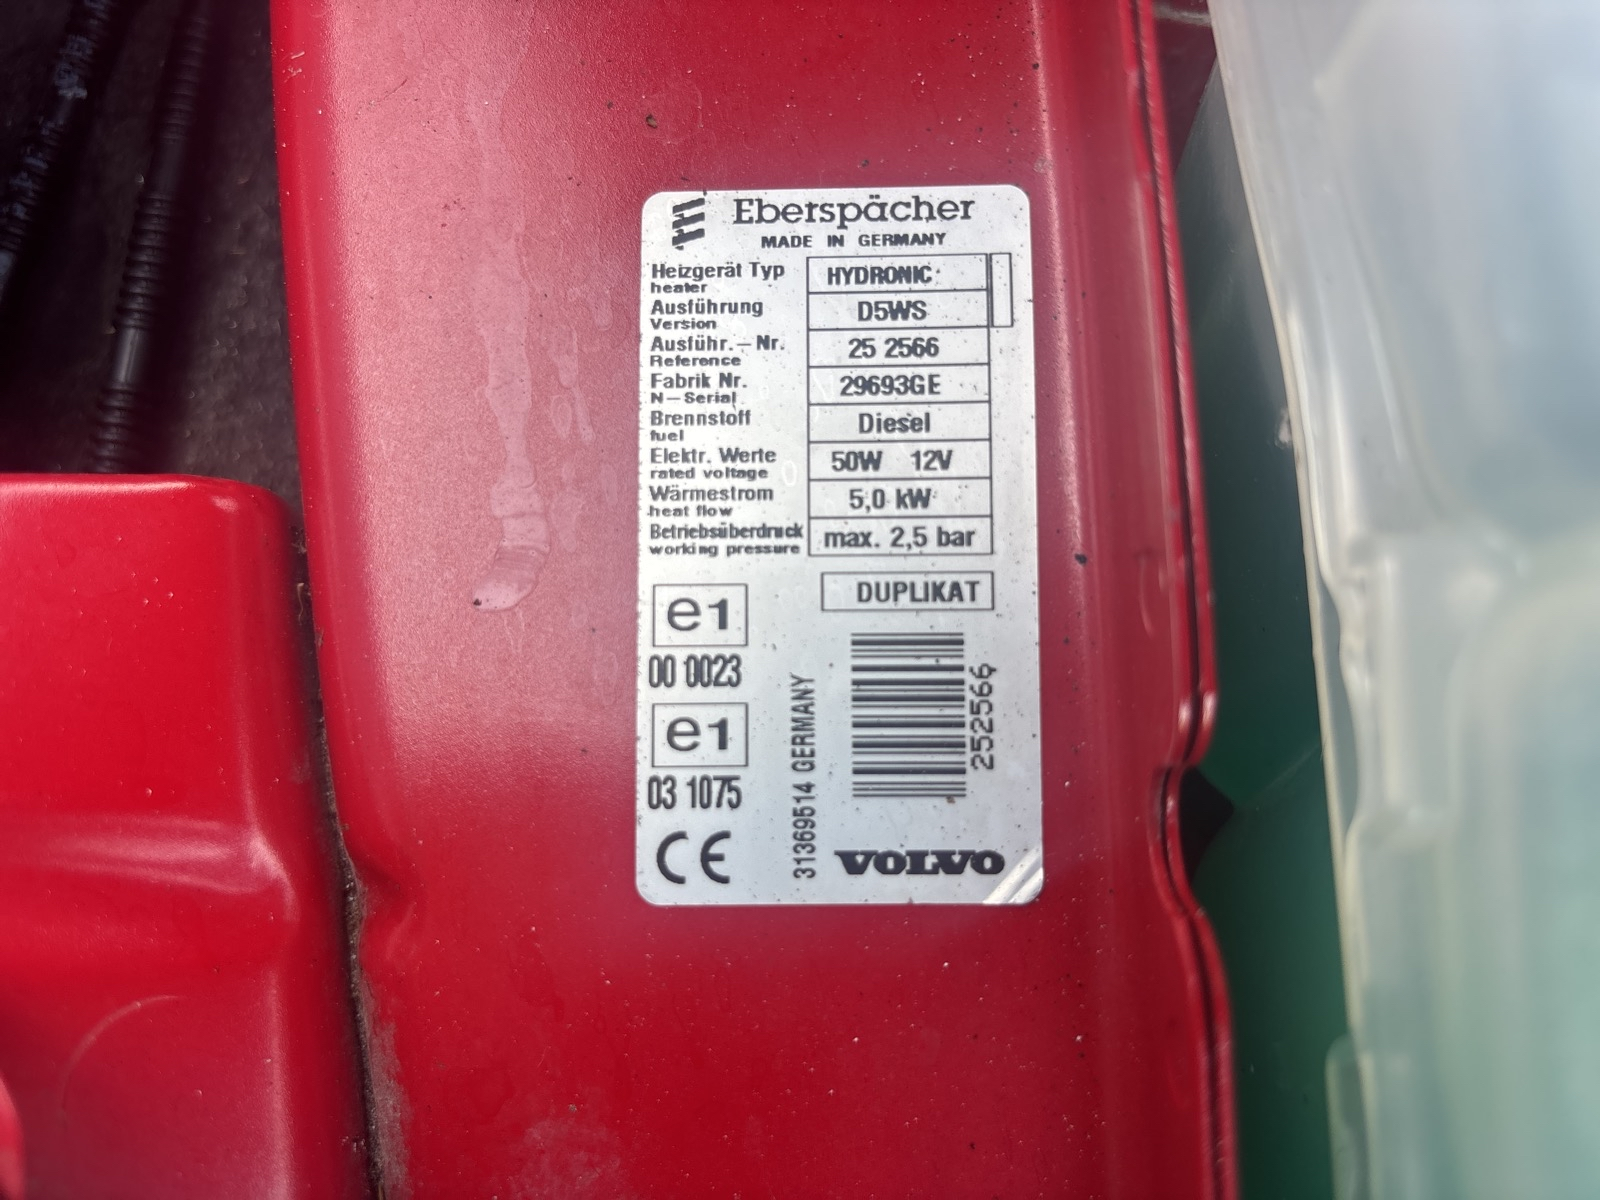 Eberspächer
MADE IN GERMANY
Heizgerät Typ HYDRONIC
heater
Ausführung D5WS
Version
Ausführ.-Nr. 25 2566
Reference
Fabrik Nr. 29693GE
N-Serial
Brennstoff Diesel
fuel
Elektr. Werte 50W 12V
rated voltage
Wärmestrom 5,0 kW
heat flow
Betriebsüberdruck max. 2,5 bar
working pressure
DUPLIKAT
e1
00 0023
e1
03 1075
CE
31369514 GERMANY
252566
VOLVO